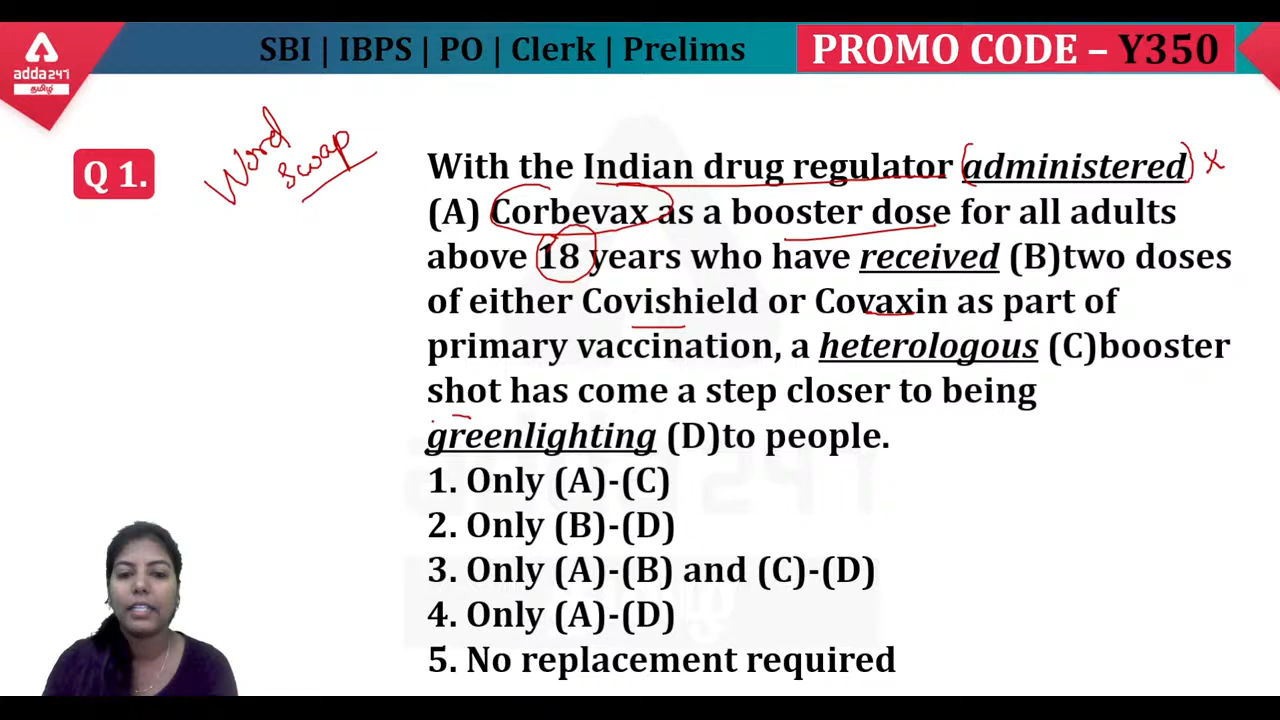 SBI | IBPS | PO | Clerk | Prelims
PROMO CODE – Y350
adda247
தமிழ்
Word
Swap
Q 1.
With the Indian drug regulator administered x
(A) Corbevax as a booster dose for all adults
above 18 years who have received (B)two doses
of either Covishield or Covaxin as part of
primary vaccination, a heterologous (C)booster
shot has come a step closer to being
greenlighting (D)to people.
1. Only (A)-(C)
2. Only (B)-(D)
3. Only (A)-(B) and (C)-(D)
4. Only (A)-(D)
5. No replacement required